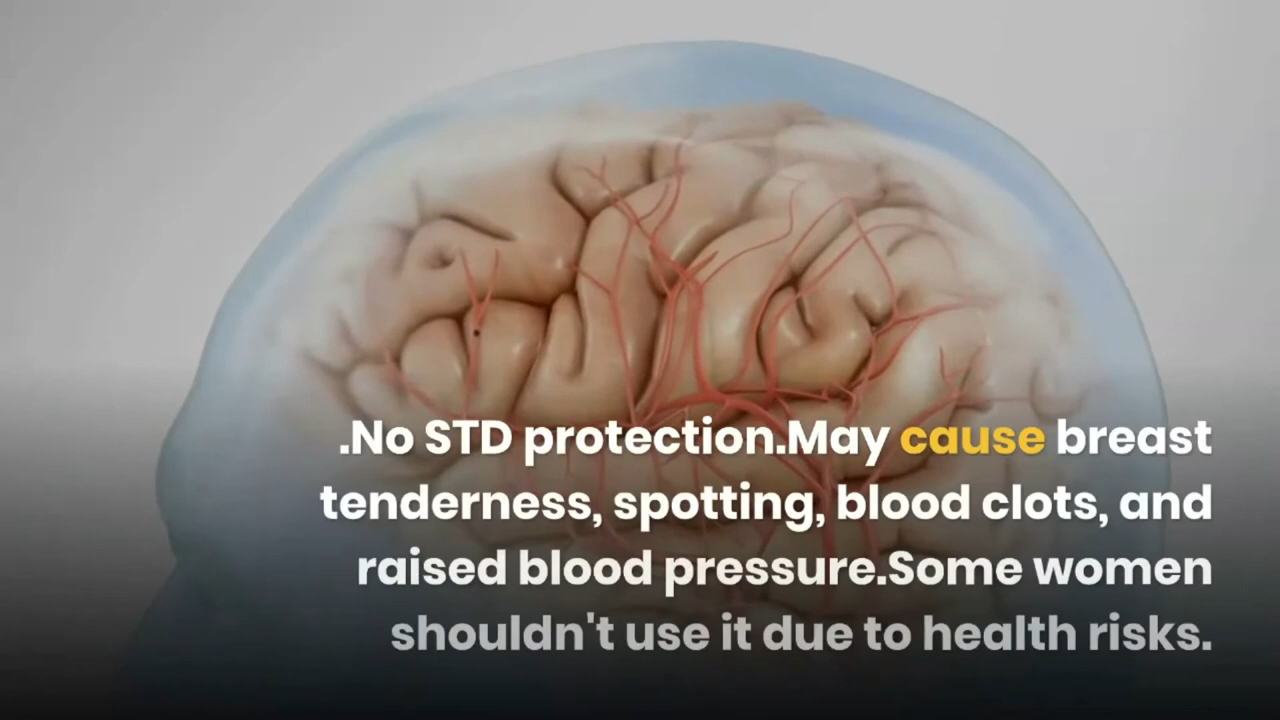 .No STD protection.May cause breast
tenderness, spotting, blood clots, and
raised blood pressure.Some women
shouldn't use it due to health risks.